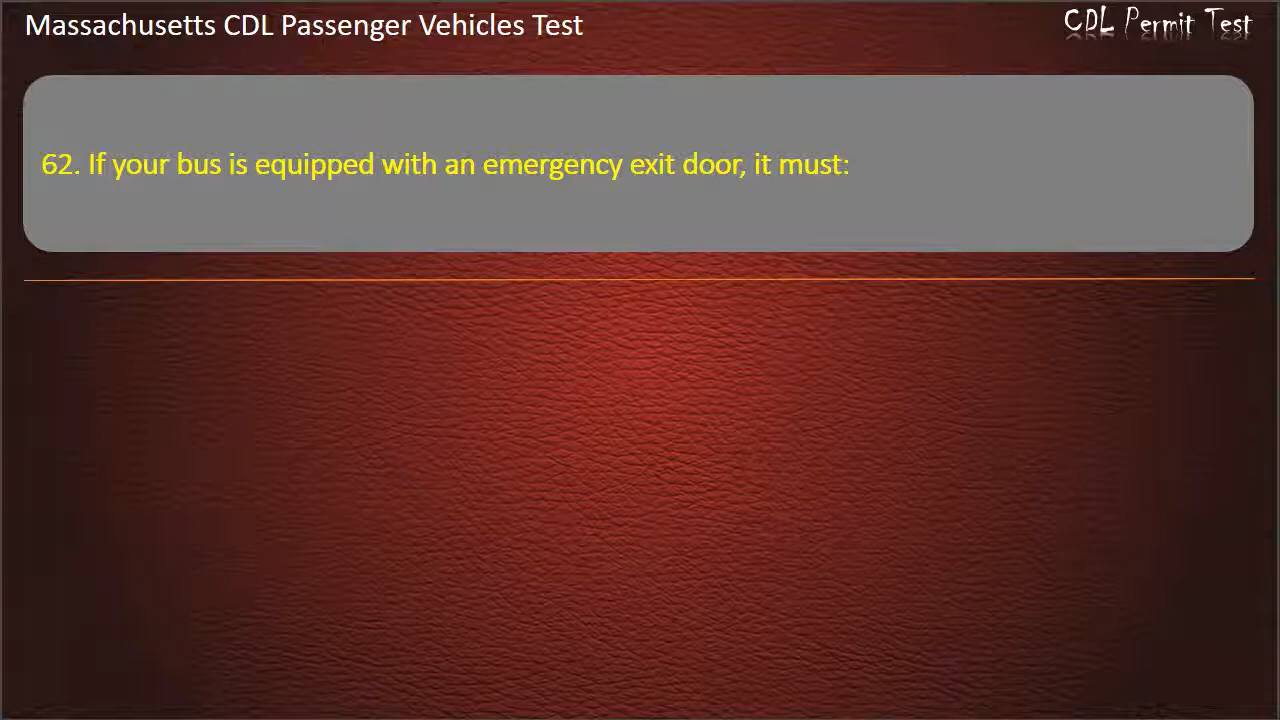 Massachusetts CDL Passenger Vehicles Test
CDL Permit Test
62. If your bus is equipped with an emergency exit door, it must: